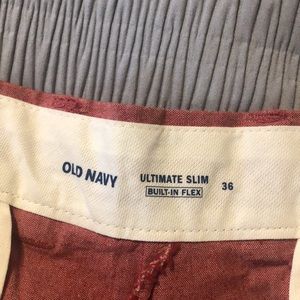 OLD NAVY
ULTIMATE SLIM
BUILT-IN FLEX
36